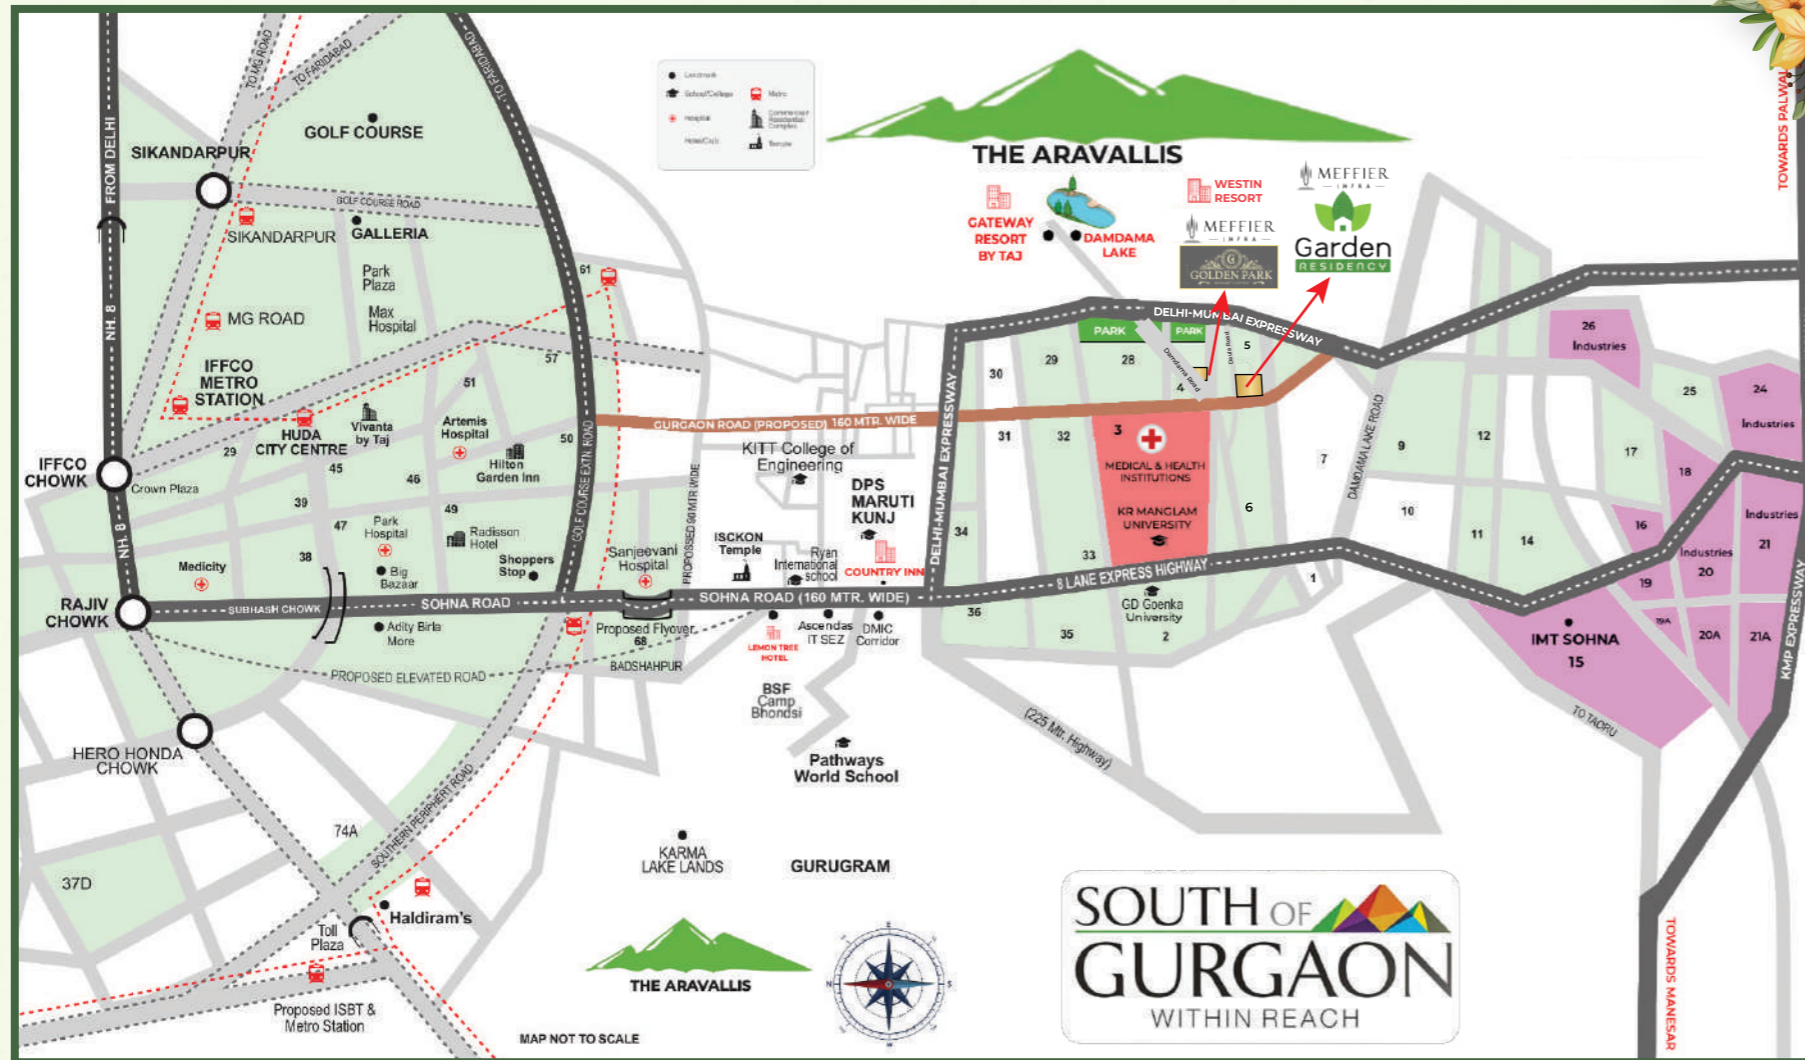 FROM DELHI
NH. 8
NH. 8
TO MG ROAD
TO FARIDABAD
TO FARIDABAD
GOLF COURSE
SIKANDARPUR
GOLF COURSE ROAD
SIKANDARPUR
GALLERIA
Park
Plaza
Max
Hospital
MG ROAD
IFFCO
METRO
STATION
HUDA
CITY CENTRE
Vivanta
by Taj
Artemis
Hospital
Hilton
Garden Inn
61
57
51
50
29
45
46
39
47
49
38
IFFCO
CHOWK
Crown Plaza
Park
Hospital
Radisson
Hotel
Shoppers
Stop
Big
Bazaar
Medicity
RAJIV
CHOWK
SUBHASH CHOWK
SOHNA ROAD
Adity Birla
More
PROPOSED ELEVATED ROAD
GOLF COURSE EXTN. ROAD
HERO HONDA
CHOWK
SOUTHERN PERIPHERT ROAD
74A
37D
Haldiram's
Toll
Plaza
Proposed ISBT &
Metro Station
Landmark
School/College
Metro
Hospital
Temple
THE ARAVALLIS
GATEWAY
RESORT
BY TAJ
DAMDAMA
LAKE
WESTIN
RESORT
MEFFIER
INFRA
GOLDEN PARK
MEFFIER
INFRA
Garden
RESIDENCY
TOWARDS PALWAL
DELHI-MUMBAI EXPRESSWAY
PARK
PARK
Damdama Road
30
29
28
4
5
GURGAON ROAD (PROPOSED) 160 MTR. WIDE
DELHI-MUMBAI EXPRESSWAY
KITT College of
Engineering
DPS
MARUTI
KUNJ
COUNTRY INN
ISCKON
Temple
Ryan
International
school
Sanjeevani
Hospital
PROPOSSED 90 MTR WIDE
SOHNA ROAD (160 MTR. WIDE)
Proposed Flyover
68
BADSHAHPUR
LEMON TREE
HOTEL
Ascendas
IT SEZ
DMIC
Corridor
BSF
Camp
Bhondsi
Pathways
World School
KARMA
LAKE LANDS
GURUGRAM
31
32
3
MEDICAL & HEALTH
INSTITUTIONS
KR MANGLAM
UNIVERSITY
34
33
6
7
DAMDAMA LAKE ROAD
8 LANE EXPRESS HIGHWAY
36
35
GD Goenka
University
2
1
(225 Mtr. Highway)
9
12
10
11
14
26
Industries
25
24
Industries
17
18
16
Industries
21
Industries
20
19
19A
20A
21A
IMT SOHNA
15
TO TAORU
KMP EXPRESSWAY
TOWARDS MANESAR
THE ARAVALLIS
N
E
S
W
MAP NOT TO SCALE
SOUTH OF
GURGAON
WITHIN REACH